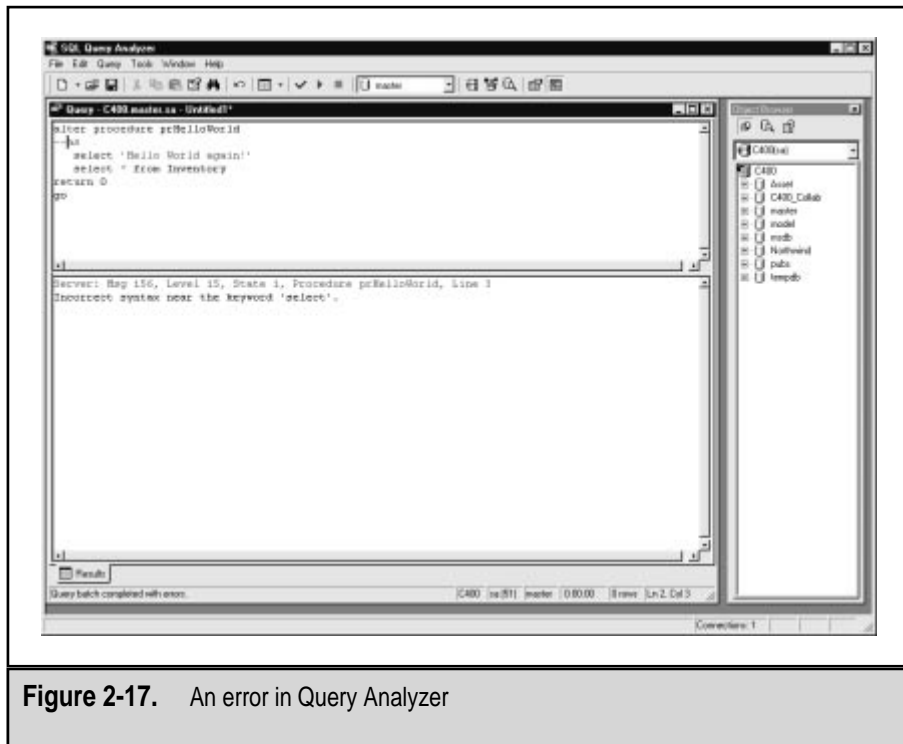 SQL Query Analyzer
File Edit Query Tools Window Help
master
Query - C400.master.sa - Untitled1*
alter procedure prHelloWorld
--as
select 'Hello World again!'
select * from Inventory
return 0
go
Server: Msg 156, Level 15, State 1, Procedure prHelloWorld, Line 3
Incorrect syntax near the keyword 'select'.
Results
Query batch completed with errors.
C400 sa (51) master 0:00:00 0 rows Ln 2, Col 3
Object Browser
C400(sa)
C400
Asset
C400_Collab
master
model
msdb
Northwind
pubs
tempdb
Connections: 1
Figure 2-17. An error in Query Analyzer